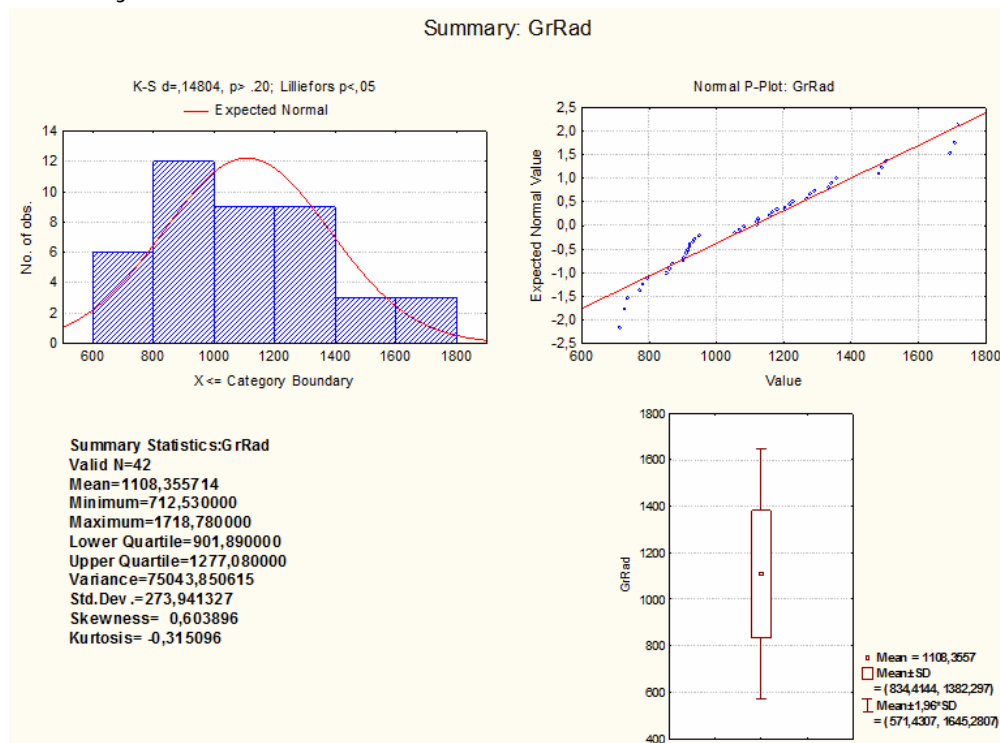 Summary: GrRad
K-S d=,14804, p> .20; Lilliefors p<,05
Expected Normal
14
12
10
8
6
4
2
0
No. of obs.
600 800 1000 1200 1400 1600 1800
X <= Category Boundary
Normal P-Plot: GrRad
2,5
2,0
1,5
1,0
0,5
0,0
-0,5
-1,0
-1,5
-2,0
-2,5
Expected Normal Value
600 800 1000 1200 1400 1600 1800
Value
Summary Statistics:GrRad
Valid N=42
Mean=1108,355714
Minimum=712,530000
Maximum=1718,780000
Lower Quartile=901,890000
Upper Quartile=1277,080000
Variance=75043,850615
Std.Dev.=273,941327
Skewness= 0,603896
Kurtosis= -0,315096
1800
1600
1400
1200
1000
800
600
400
GrRad
Mean = 1108,3557
Mean±SD
= (834,4144, 1382,297)
Mean±1,96*SD
= (571,4307, 1645,2807)